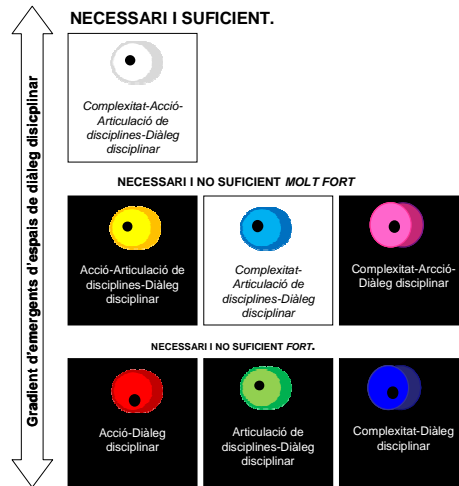 NECESSARI I SUFICIENT.
Complexitat-Acció-
Articulació de
disciplines-Diàleg
disciplinar
NECESSARI I NO SUFICIENT MOLT FORT
Acció-Articulació de
disciplines-Diàleg
disciplinar
Complexitat-
Articulació de
disciplines-Diàleg
disciplinar
Complexitat-Arcció-
Diàleg disciplinar
NECESSARI I NO SUFICIENT FORT.
Acció-Diàleg
disciplinar
Articulació de
disciplines-Diàleg
disciplinar
Complexitat-Diàleg
disciplinar
Gradient d'emergents d'espais de diàleg disicplinar